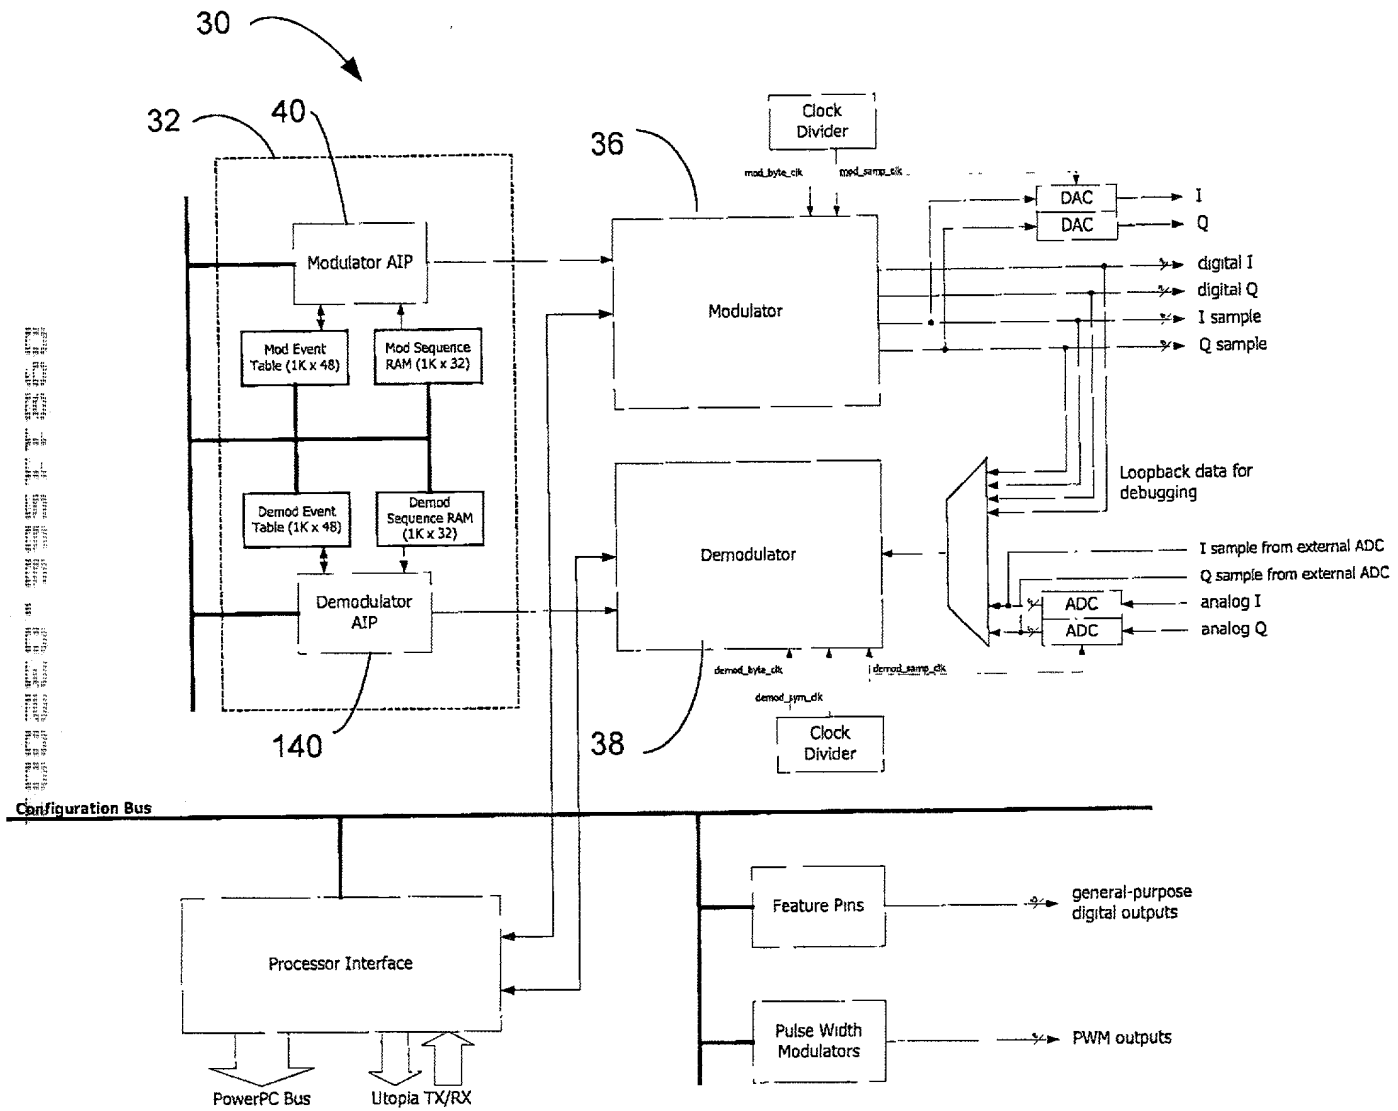 30
32
40
36
Clock
Divider
mod_byte_clk
mod_samp_clk
DAC
I
DAC
Q
Modulator AIP
Modulator
digital I
digital Q
I sample
Q sample
Mod Event
Table (1K x 48)
Mod Sequence
RAM (1K x 32)
Loopback data for
debugging
Demod Event
Table (1K x 48)
Demod
Sequence RAM
(1K x 32)
Demodulator
I sample from external ADC
Q sample from external ADC
Demodulator
AIP
ADC
analog I
ADC
analog Q
demod_byte_clk
demod_samp_clk
demod_sym_clk
140
38
Clock
Divider
Configuration Bus
Feature Pins
general-purpose
digital outputs
Processor Interface
Pulse Width
Modulators
PWM outputs
PowerPC Bus
Utopia TX/RX